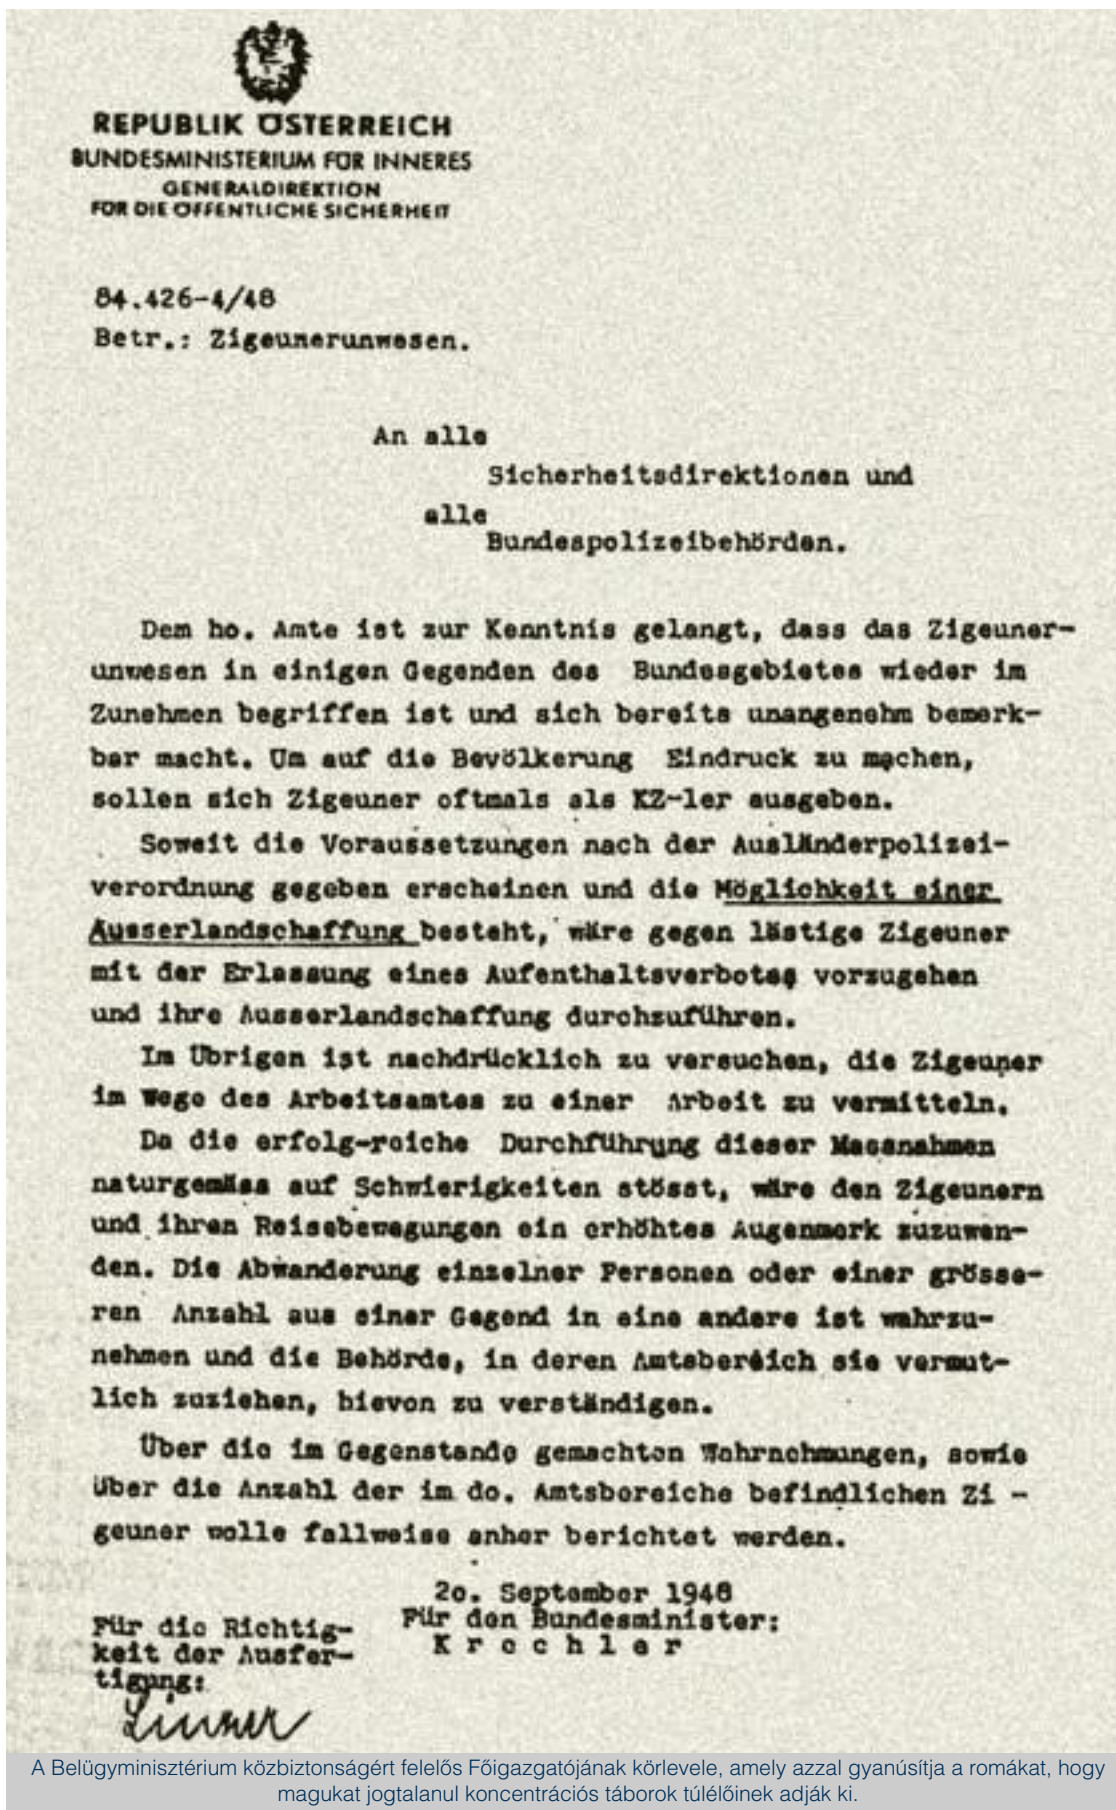 REPUBLIK ÖSTERREICH
BUNDESMINISTERIUM FÜR INNERES
GENERALDIREKTION
FÜR DIE ÖFFENTLICHE SICHERHEIT
84.426-4/48
Betr.: Zigeunerunwesen.
An alle
Sicherheitsdirektionen und
alle
Bundespolizeibehörden.
Dem ho. Amte ist zur Kenntnis gelangt, dass das Zigeuner-
unwesen in einigen Gegenden des Bundesgebietes wieder im
Zunehmen begriffen ist und sich bereits unangenehm bemerk-
bar macht. Um auf die Bevölkerung Eindruck zu machen,
sollen sich Zigeuner oftmals als KZ-ler ausgeben.
Soweit die Voraussetzungen nach der Ausländerpolizei-
verordnung gegeben erscheinen und die Möglichkeit einer
Ausserlandschaffung besteht, wäre gegen lästige Zigeuner
mit der Erlassung eines Aufenthaltsverbotes vorzugehen
und ihre Ausserlandschaffung durchzuführen.
Im Übrigen ist nachdrücklich zu versuchen, die Zigeuner
im Wege des Arbeitsamtes zu einer Arbeit zu vermitteln.
Da die erfolg-reiche Durchführung dieser Massnahmen
naturgemäss auf Schwierigkeiten stösst, wäre den Zigeunern
und ihren Reisebewegungen ein erhöhtes Augenmerk zuzuwen-
den. Die Abwanderung einzelner Personen oder einer grösse-
ren Anzahl aus einer Gegend in eine andere ist wahrzu-
nehmen und die Behörde, in deren Amtsbereich sie vermut-
lich zuziehen, hievon zu verständigen.
Über die im Gegenstande gemachten Wahrnehmungen, sowie
über die Anzahl der im do. Amtsbereiche befindlichen Zi -
geuner wolle fallweise anher berichtet werden.
20. September 1948
Für den Bundesminister:
K r e c h l e r
Für die Richtig-
keit der Ausfer-
tigung:
A Belügyminisztérium közbiztonságért felelős Főigazgatójának körlevele, amely azzal gyanúsítja a romákat, hogy
magukat jogtalanul koncentrációs táborok túlélőinek adják ki.